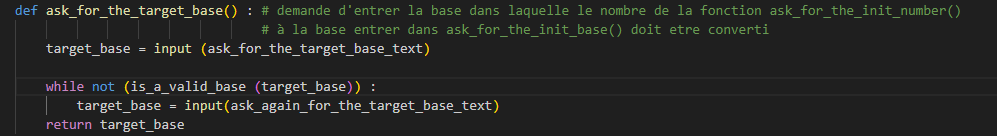 def ask_for_the_target_base() : # demande d'entrer la base dans laquelle le nombre de la fonction ask_for_the_init_number()
# à la base entrer dans ask_for_the_init_base() doit etre converti
target_base = input (ask_for_the_target_base_text)
while not (is_a_valid_base (target_base)) :
target_base = input(ask_again_for_the_target_base_text)
return target_base